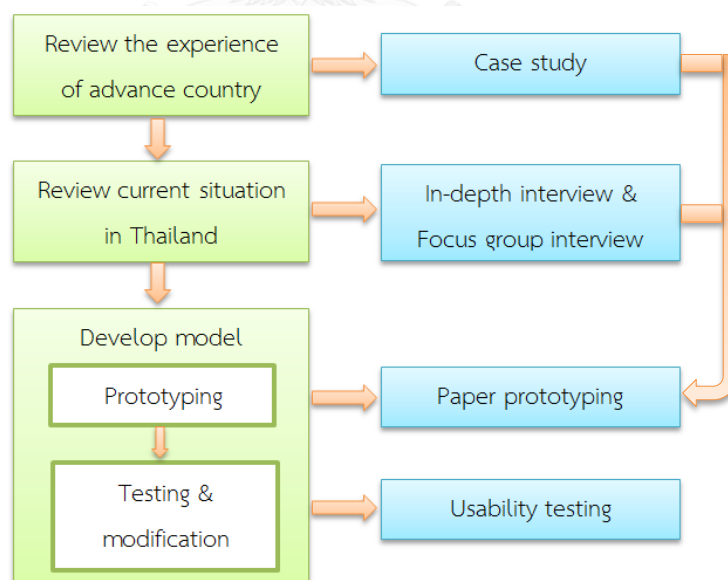 Review the experience
of advance country
Case study
Review current situation
in Thailand
In-depth interview &
Focus group interview
Develop model
Prototyping
Paper prototyping
Testing &
modification
Usability testing